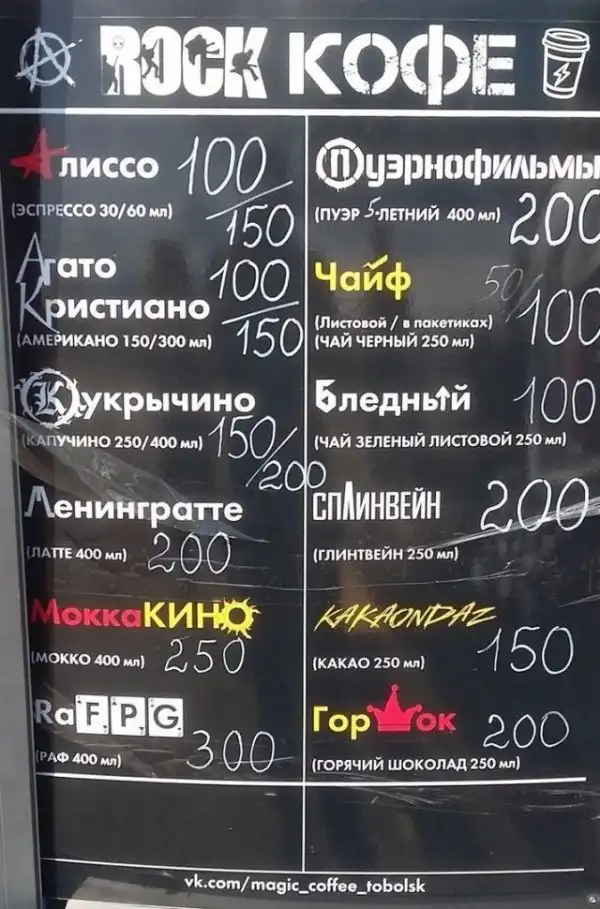 ROCK КОФЕ
Алиссо 100/150
(ЭСПРЕССО 30/60 мл)
Агато
Кристиано 100/150
(АМЕРИКАНО 150/300 мл)
Кукрычино
(КАПУЧИНО 250/400 мл) 150/200
Ленингратте
(ЛАТТЕ 400 мл) 200
МоккаКИНО
(МОККО 400 мл) 250
RaF.P.G
(РАФ 400 мл) 300
Пуэрнофильмы
(ПУЭР 5-ЛЕТНИЙ 400 мл) 200
Чайф 50/100
(Листовой / в пакетиках)
(ЧАЙ ЧЕРНЫЙ 250 мл)
Бледный 100
(ЧАЙ ЗЕЛЕНЫЙ ЛИСТОВОЙ 250 мл)
СПЛИНВЕЙН 200
(ГЛИНТВЕЙН 250 мл)
KAKAONDAZ
(КАКАО 250 мл) 150
ГорШок 200
(ГОРЯЧИЙ ШОКОЛАД 250 мл)
vk.com/magic_coffee_tobolsk